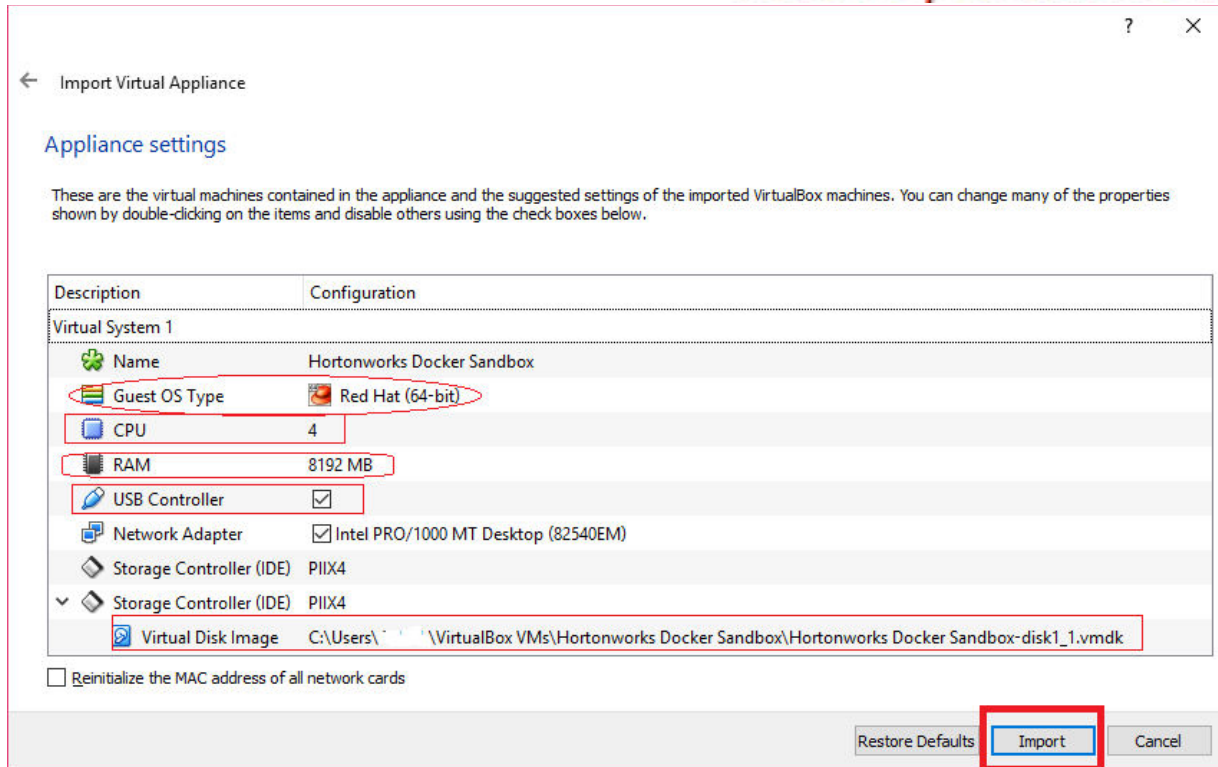 ?
Import Virtual Appliance
Appliance settings
These are the virtual machines contained in the appliance and the suggested settings of the imported VirtualBox machines. You can change many of the properties
shown by double-clicking on the items and disable others using the check boxes below.
Description Configuration
Virtual System 1
Name Hortonworks Docker Sandbox
Guest OS Type Red Hat (64-bit)
CPU 4
RAM 8192 MB
USB Controller
Network Adapter Intel PRO/1000 MT Desktop (82540EM)
Storage Controller (IDE) PIIX4
Storage Controller (IDE) PIIX4
Virtual Disk Image C:\Users\ \VirtualBox VMs\Hortonworks Docker Sandbox\Hortonworks Docker Sandbox-disk1_1.vmdk
Reinitialize the MAC address of all network cards
Restore Defaults Import Cancel